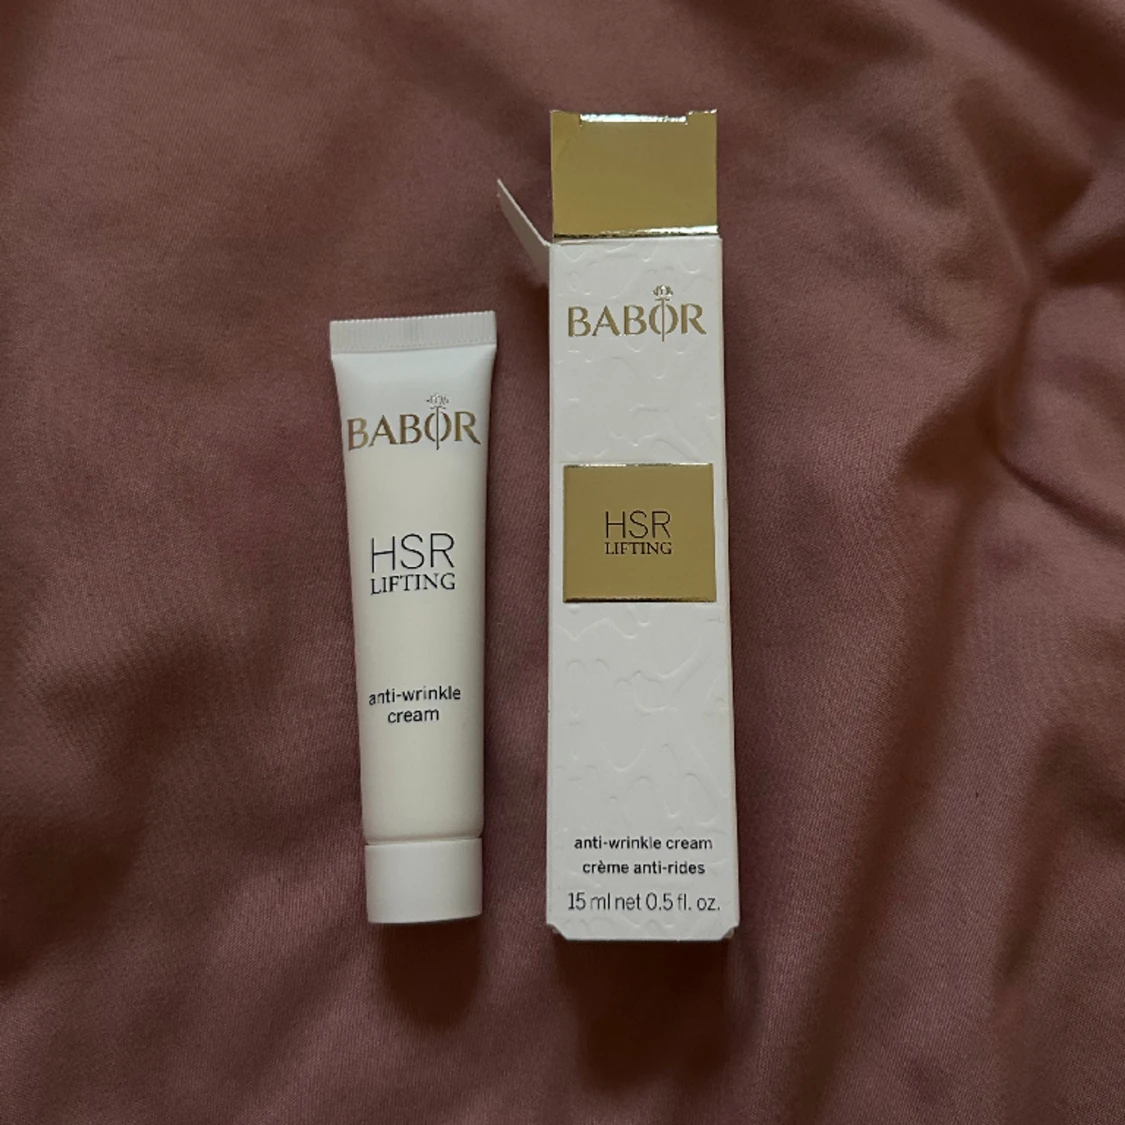 BABOR
HSR
LIFTING
anti-wrinkle
cream
BABOR
HSR
LIFTING
anti-wrinkle cream
crème anti-rides
15 ml net 0.5 fl. oz.